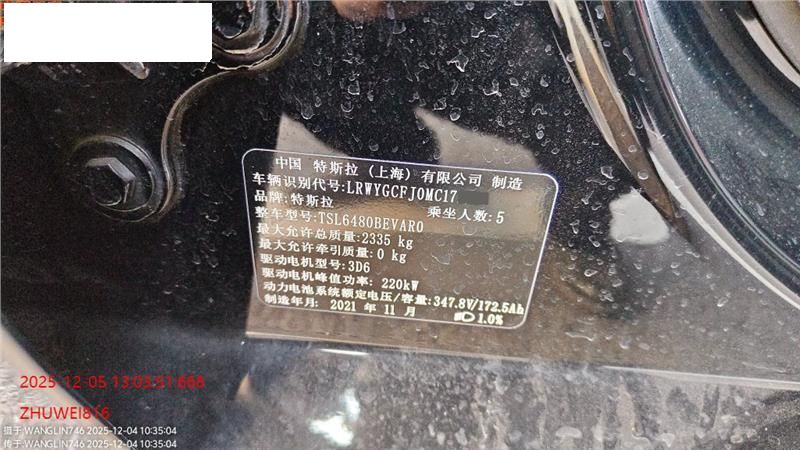 中国 特斯拉（上海）有限公司 制造
车辆识别代号:LRWYGCFJ0MC17
品牌:特斯拉 乘坐人数:5
整车型号:TSL6480BEVAR0
最大允许总质量:2335 kg
最大允许牵引质量:0 kg
驱动电机型号:3D6
驱动电机峰值功率: 220kW
动力电池系统额定电压/容量:347.8V/172.5Ah
制造年月: 2021 年 11 月 1.0%
2025-12-05 13:03:51:668
ZHUWEI816
摄于 WANGLIN746 2025-12-04 10:35:04
传于 WANGLIN746 2025-12-04 10:35:04